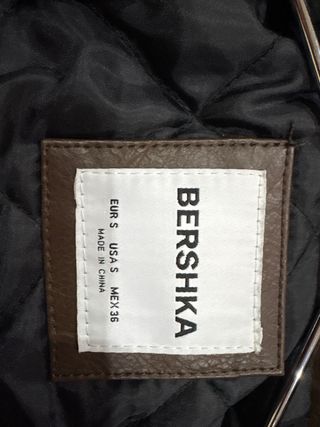 BERSHKA
EUR S   USA S   MEX 36
MADE IN CHINA